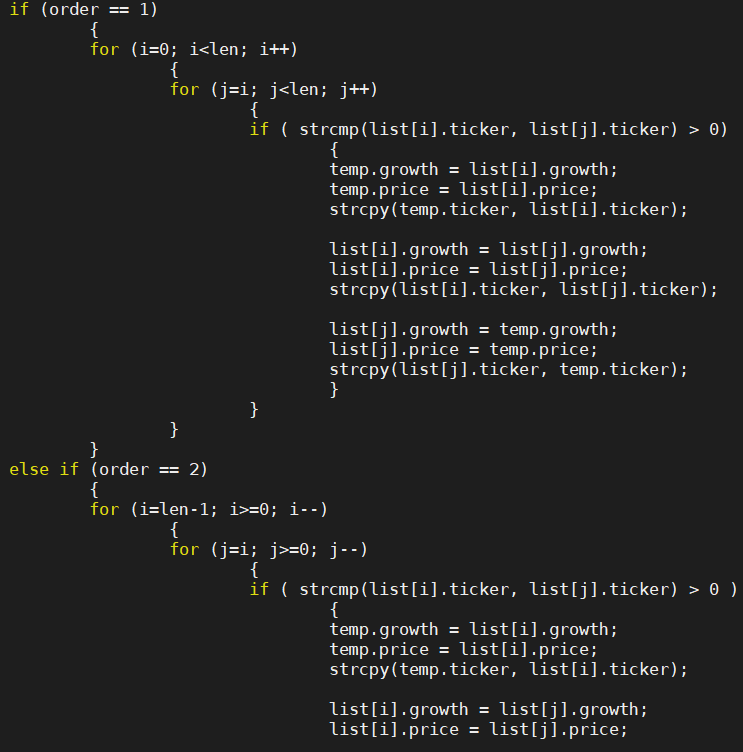 if (order == 1)
{
for (i=0; i<len; i++)
{
for (j=i; j<len; j++)
{
if ( strcmp(list[i].ticker, list[j].ticker) > 0)
{
temp.growth = list[i].growth;
temp.price = list[i].price;
strcpy(temp.ticker, list[i].ticker);
list[i].growth = list[j].growth;
list[i].price = list[j].price;
strcpy(list[i].ticker, list[j].ticker);
list[j].growth = temp.growth;
list[j].price = temp.price;
strcpy(list[j].ticker, temp.ticker);
}
}
}
}
else if (order == 2)
{
for (i=len-1; i>=0; i--)
{
for (j=i; j>=0; j--)
{
if ( strcmp(list[i].ticker, list[j].ticker) > 0 )
{
temp.growth = list[i].growth;
temp.price = list[i].price;
strcpy(temp.ticker, list[i].ticker);
list[i].growth = list[j].growth;
list[i].price = list[j].price;